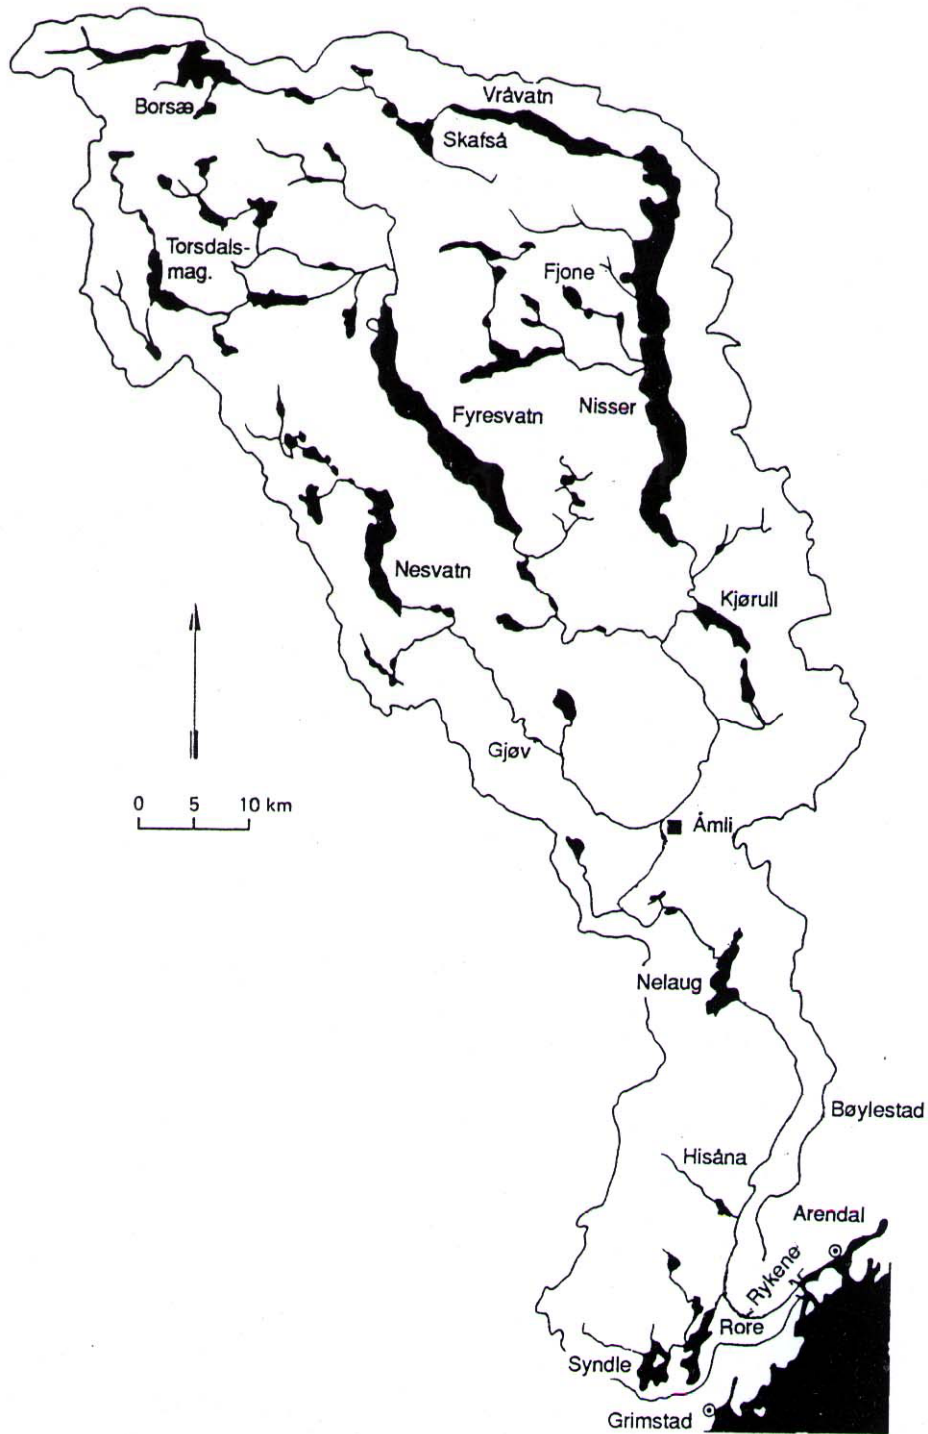 Vråvatn
Borsæ
Skafså
Torsdals-
mag.
Fjone
Fyresvatn
Nisser
Nesvatn
Kjørull
Gjøv
0 5 10 km
Åmli
Nelaug
Bøylestad
Hisåna
Arendal
Rykene
Rore
Syndle
Grimstad